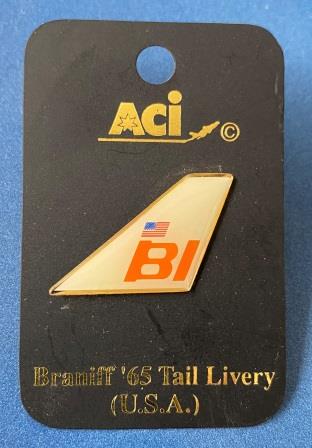 ACi ©
BI
Braniff '65 Tail Livery
(U.S.A.)